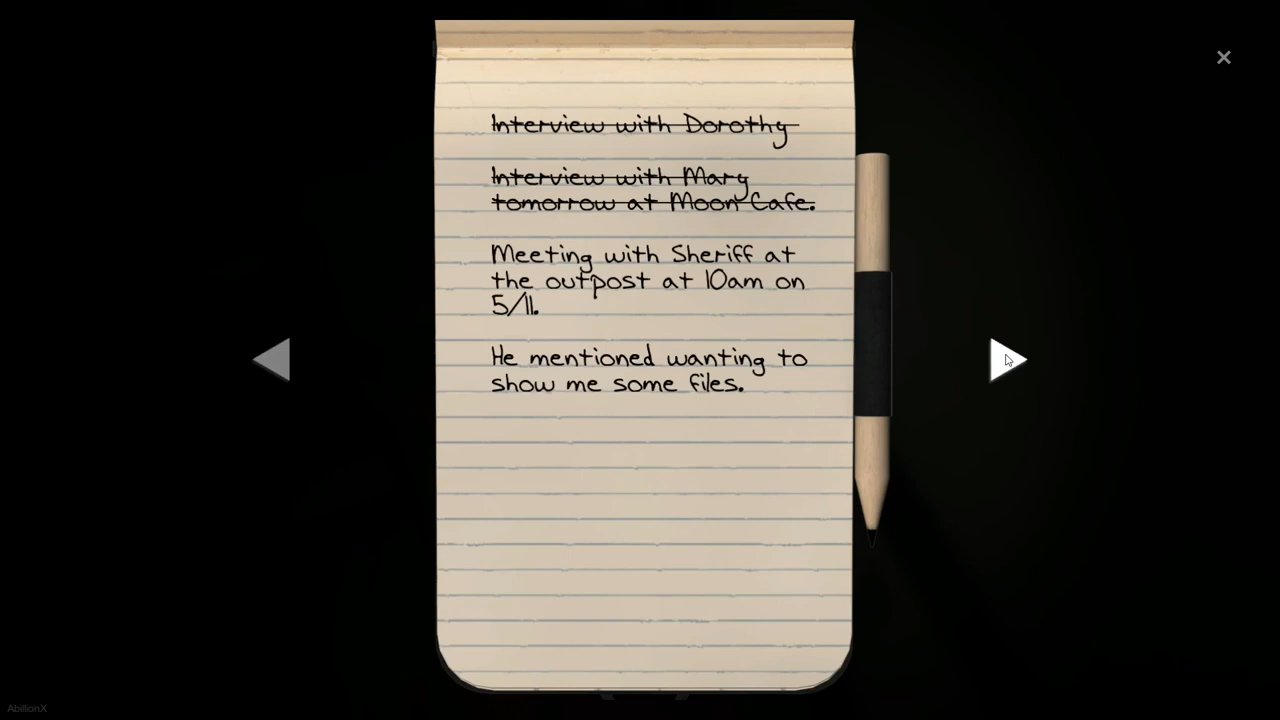 Interview with Dorothy
Interview with Mary
tomorrow at Moon Cafe.
Meeting with Sheriff at
the outpost at 10am on
5/11.
He mentioned wanting to
show me some files.
AbillionX